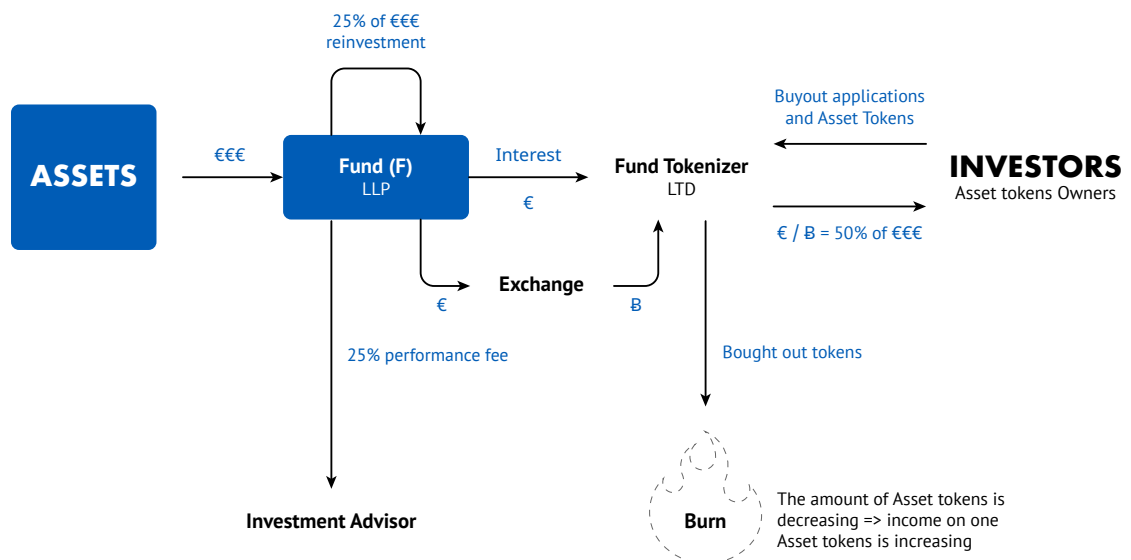 25% of €€€
reinvestment
ASSETS
€€€
Fund (F)
LLP
Interest
€
Fund Tokenizer
LTD
Buyout applications
and Asset Tokens
INVESTORS
Asset tokens Owners
€ / Ƀ = 50% of €€€
€
Exchange
Ƀ
25% performance fee
Bought out tokens
Investment Advisor
Burn
The amount of Asset tokens is
decreasing => income on one
Asset tokens is increasing